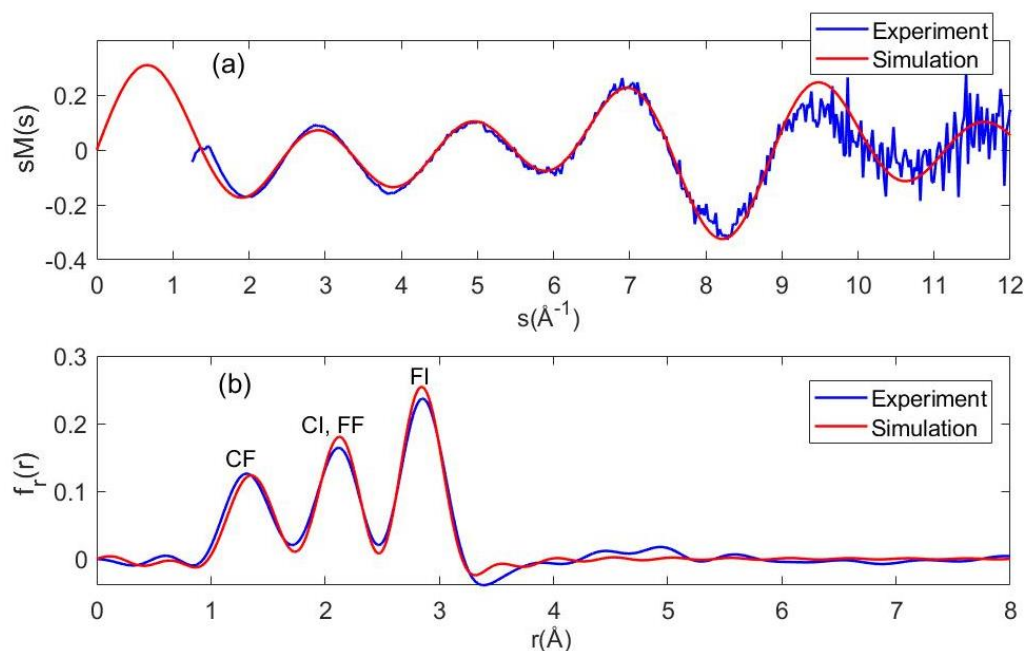 (a)
Experiment
Simulation
sM(s)
0.2
0
-0.2
-0.4
0 1 2 3 4 5 6 7 8 9 10 11 12
s(Å⁻¹)
(b)
Experiment
Simulation
CF
CI, FF
FI
fᵣ(r)
0.3
0.2
0.1
0
0 1 2 3 4 5 6 7 8
r(Å)